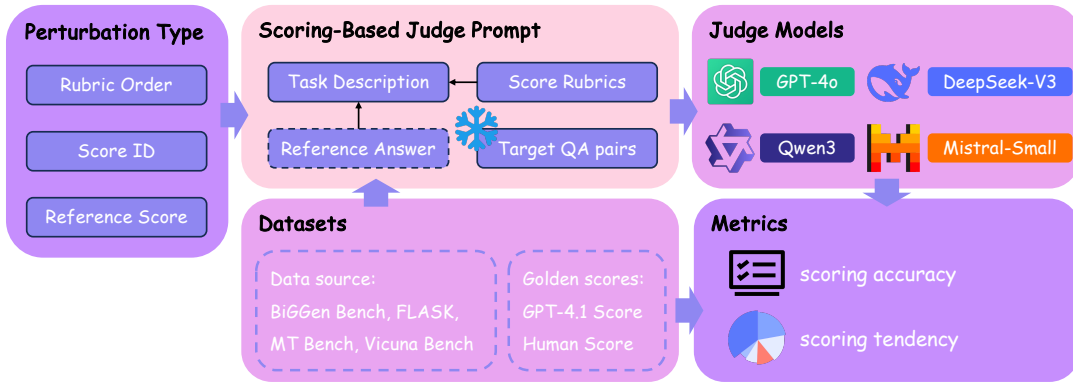 Perturbation Type
Rubric Order
Score ID
Reference Score
Scoring-Based Judge Prompt
Task Description
Score Rubrics
Reference Answer
Target QA pairs
Judge Models
GPT-4o
DeepSeek-V3
Qwen3
Mistral-Small
Datasets
Data source:
BiGGen Bench, FLASK,
MT Bench, Vicuna Bench
Golden scores:
GPT-4.1 Score
Human Score
Metrics
scoring accuracy
scoring tendency